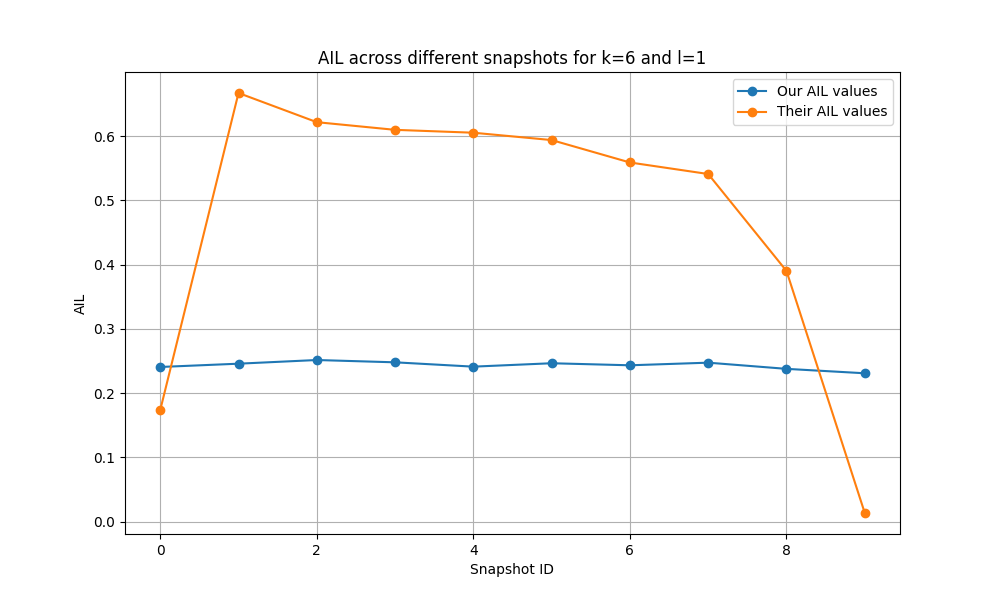 AIL across different snapshots for k=6 and l=1
Our AIL values
Their AIL values
0.6
0.5
0.4
0.3
0.2
0.1
0.0
AIL
0 2 4 6 8
Snapshot ID